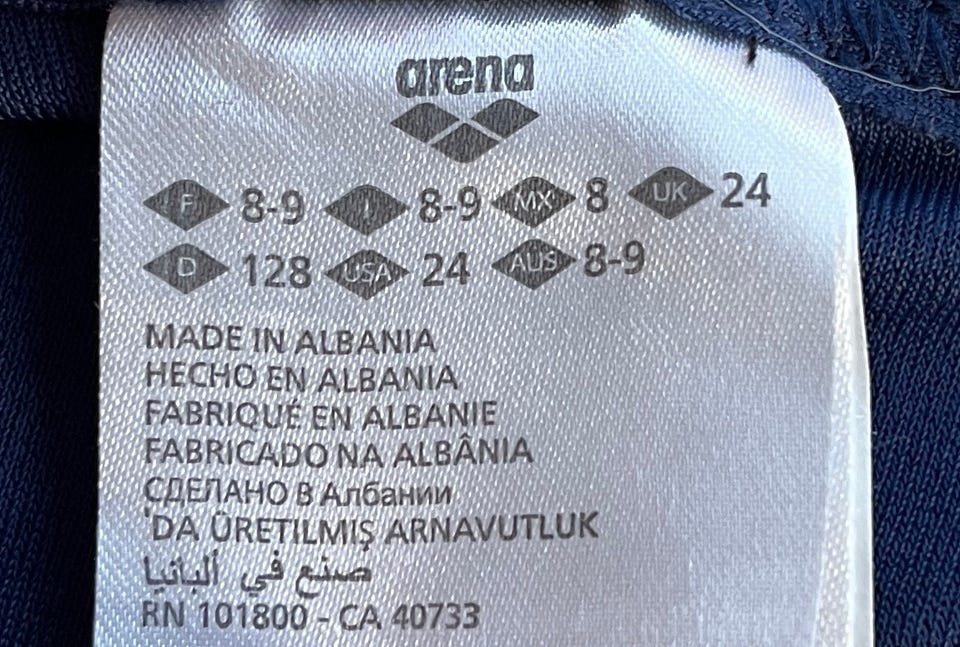 arena
F 8-9 I 8-9 MX 8 UK 24
D 128 USA 24 AUS 8-9
MADE IN ALBANIA
HECHO EN ALBANIA
FABRIQUÉ EN ALBANIE
FABRICADO NA ALBÂNIA
СДЕЛАНО В Албании
'DA ÜRETILMIŞ ARNAVUTLUK
صنع في ألبانيا
RN 101800 - CA 40733